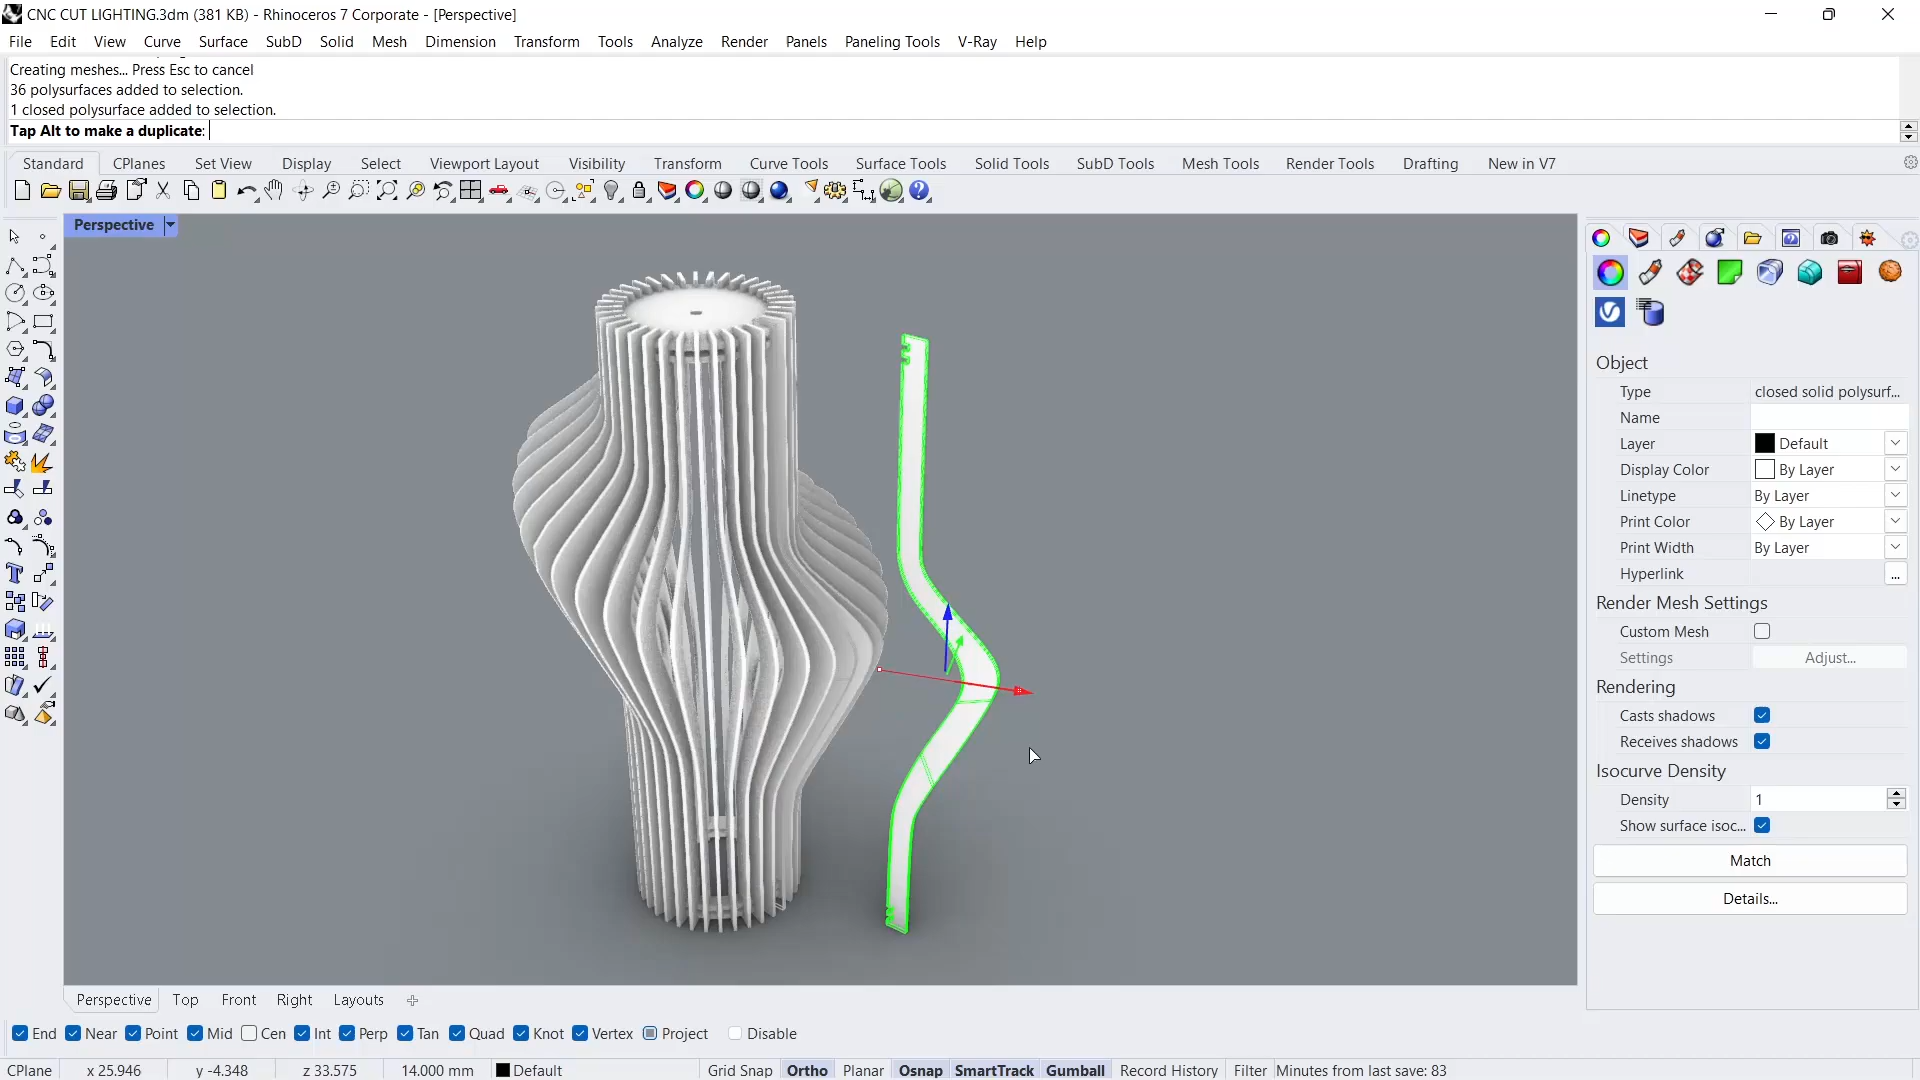 CNC CUT LIGHTING.3dm (381 KB) - Rhinoceros 7 Corporate - [Perspective]
File Edit View Curve Surface SubD Solid Mesh Dimension Transform Tools Analyze Render Panels Paneling Tools V-Ray Help
Creating meshes... Press Esc to cancel
36 polysurfaces added to selection.
1 closed polysurface added to selection.
Tap Alt to make a duplicate:
Standard CPlanes Set View Display Select Viewport Layout Visibility Transform Curve Tools Surface Tools Solid Tools SubD Tools Mesh Tools Render Tools Drafting New in V7
Perspective
Object
Type closed solid polysurf...
Name
Layer Default
Display Color By Layer
Linetype By Layer
Print Color By Layer
Print Width By Layer
Hyperlink ...
Render Mesh Settings
Custom Mesh
Settings Adjust...
Rendering
Casts shadows
Receives shadows
Isocurve Density
Density 1
Show surface isoc...
Match
Details...
Perspective Top Front Right Layouts
End Near Point Mid Cen Int Perp Tan Quad Knot Vertex Project Disable
CPlane x 25.946 y -4.348 z 33.575 14.000 mm Default Grid Snap Ortho Planar Osnap SmartTrack Gumball Record History Filter Minutes from last save: 83